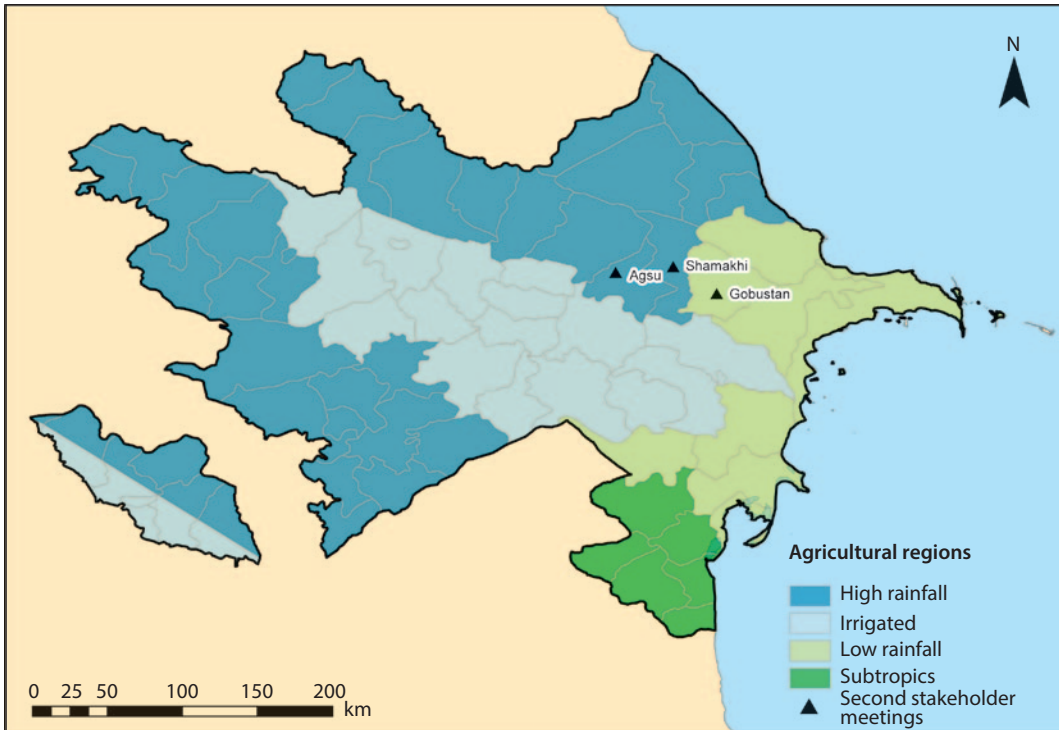 N
Shamakhi
Agsu
Gobustan
Agricultural regions
High rainfall
Irrigated
Low rainfall
Subtropics
Second stakeholder
meetings
0 25 50 100 150 200
km